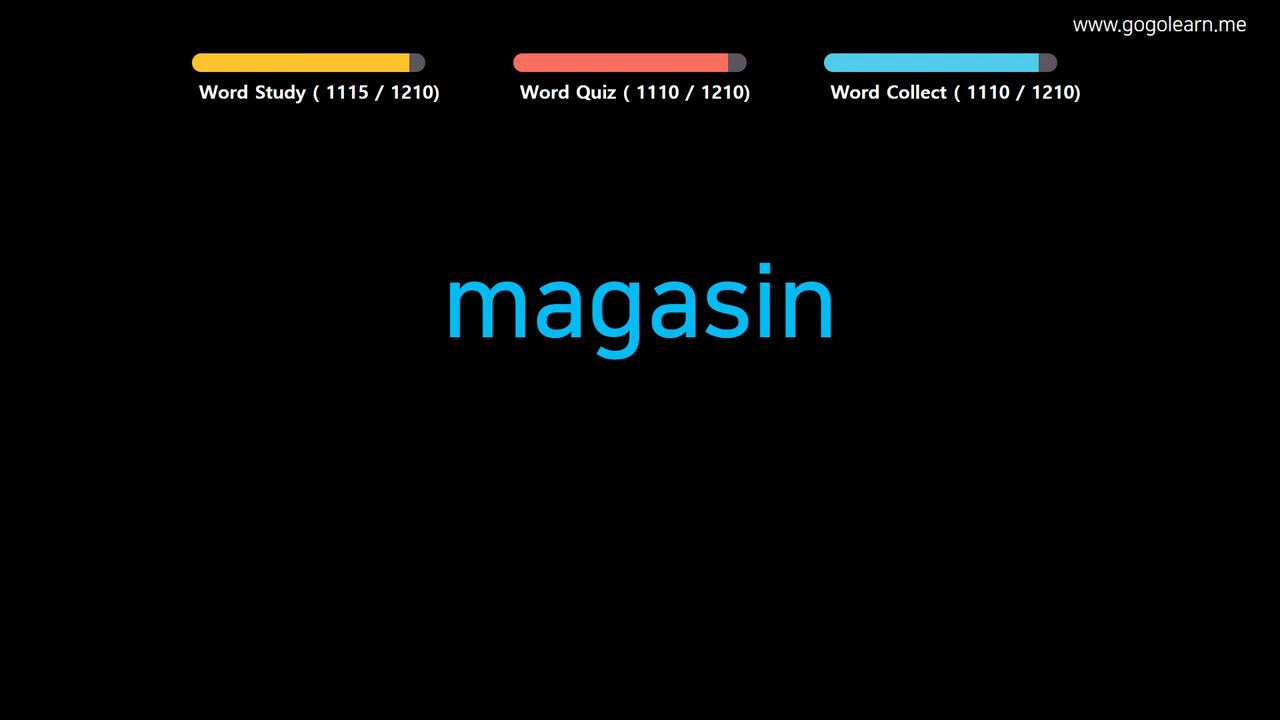 www.gogolearn.me
Word Study ( 1115 / 1210)
Word Quiz ( 1110 / 1210)
Word Collect ( 1110 / 1210)
magasin